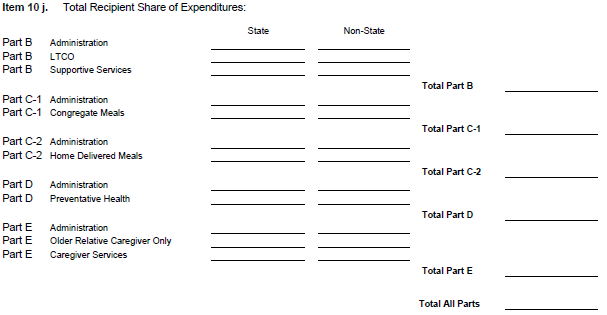 Item 10 j. Total Recipient Share of Expenditures:
State Non-State
Part B Administration
Part B LTCO
Part B Supportive Services
Total Part B
Part C-1 Administration
Part C-1 Congregate Meals
Total Part C-1
Part C-2 Administration
Part C-2 Home Delivered Meals
Total Part C-2
Part D Administration
Part D Preventative Health
Total Part D
Part E Administration
Part E Older Relative Caregiver Only
Part E Caregiver Services
Total Part E
Total All Parts